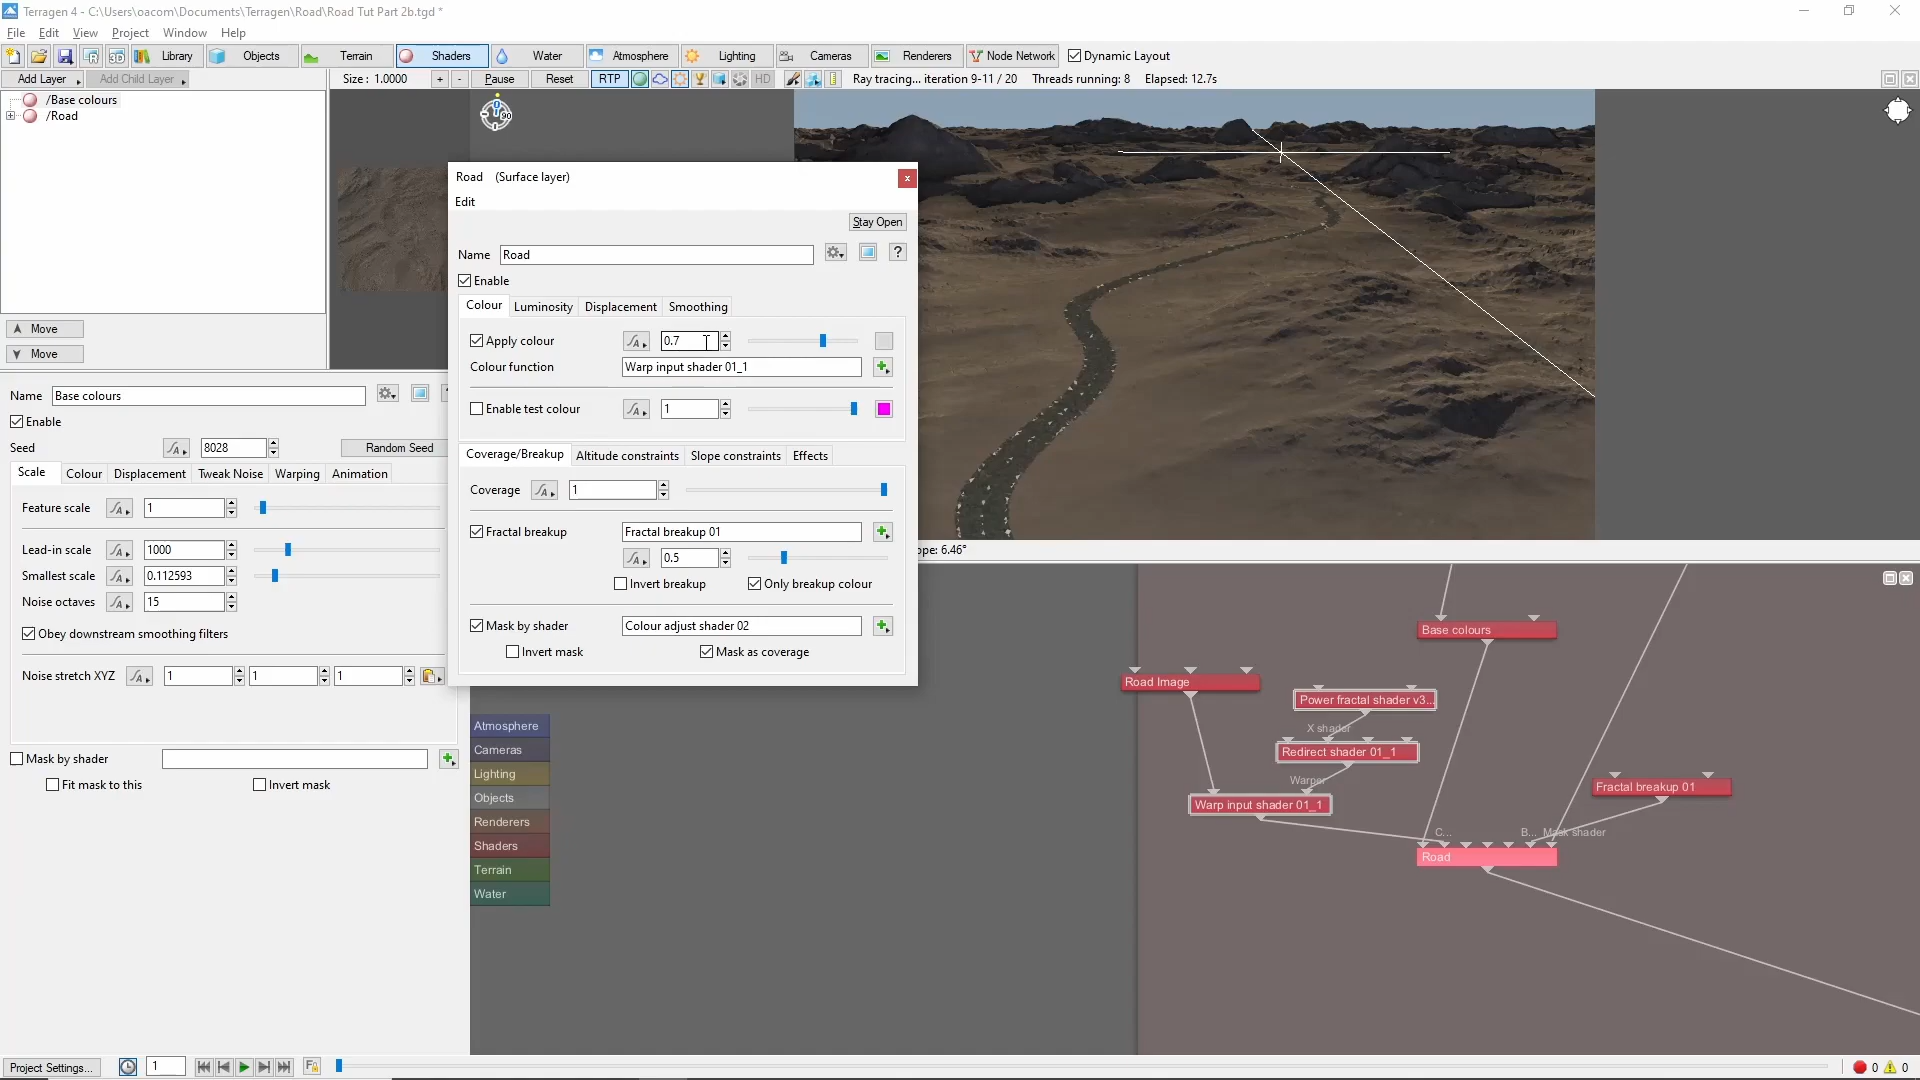 Terragen 4 - C:\Users\oacom\Documents\Terragen\Road\Road Tut Part 2b.tgd *
File Edit View Project Window Help
Library Objects Terrain Shaders Water Atmosphere Lighting Cameras Renderers Node Network Dynamic Layout
Add Layer Add Child Layer Size : 1.0000 + - Pause Reset RTP HD Ray tracing... iteration 9-11 / 20 Threads running: 8 Elapsed: 12.7s
/Base colours
/Road
Move
Move
Name Base colours
Enable
Seed 8028 Random Seed
Scale Colour Displacement Tweak Noise Warping Animation
Feature scale 1
Lead-in scale 1000
Smallest scale 0.112593
Noise octaves 15
Obey downstream smoothing filters
Noise stretch XYZ 1 1 1
Mask by shader
Fit mask to this Invert mask
Road (Surface layer)
Edit
Stay Open
Name Road ?
Enable
Colour Luminosity Displacement Smoothing
Apply colour 0.7
Colour function Warp input shader 01_1
Enable test colour 1
Coverage/Breakup Altitude constraints Slope constraints Effects
Coverage 1
Fractal breakup Fractal breakup 01
0.5
Invert breakup Only breakup colour
Mask by shader Colour adjust shader 02
Invert mask Mask as coverage
ope: 6.46°
Atmosphere
Cameras
Lighting
Objects
Renderers
Shaders
Terrain
Water
Base colours
Road Image
Power fractal shader v3...
X shader
Redirect shader 01_1
Warper
Warp input shader 01_1
Fractal breakup 01
C... B... Mask shader
Road
Project Settings... 1 0 0